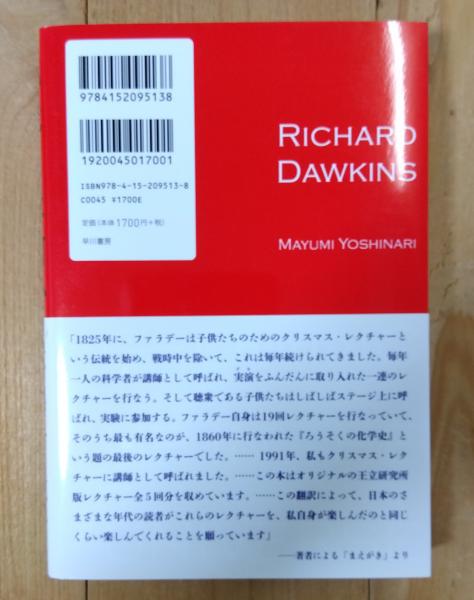 9784152095138
1920045017001
ISBN978-4-15-209513-8
C0045 ¥1700E
定価（本体1700円+税）
早川書房
RICHARD
DAWKINS
MAYUMI YOSHINARI
「1825年に、ファラデーは子供たちのためのクリスマス・レクチャーと
いう伝統を始め、戦時中を除いて、これは毎年続けられてきました。毎年
一人の科学者が講師として呼ばれ、実演をふんだんに取り入れた一連のレ
クチャーを行なう。そして聴衆である子供たちはしばしばステージ上に呼
ばれ、実験に参加する。ファラデー自身は19回レクチャーを行なっていて、
そのうち最も有名なのが、1860年に行なわれた『ろうそくの化学史』と
いう題の最後のレクチャーでした。…… 1991年、私もクリスマス・レク
チャーに講師として呼ばれました。……この本はオリジナルの王立研究所
版レクチャー全5回分を収めています。……この翻訳によって、日本のさ
まざまな年代の読者がこれらのレクチャーを、私自身が楽しんだのと同じ
くらい楽しんでくれることを願っています」
——著者による「まえがき」より